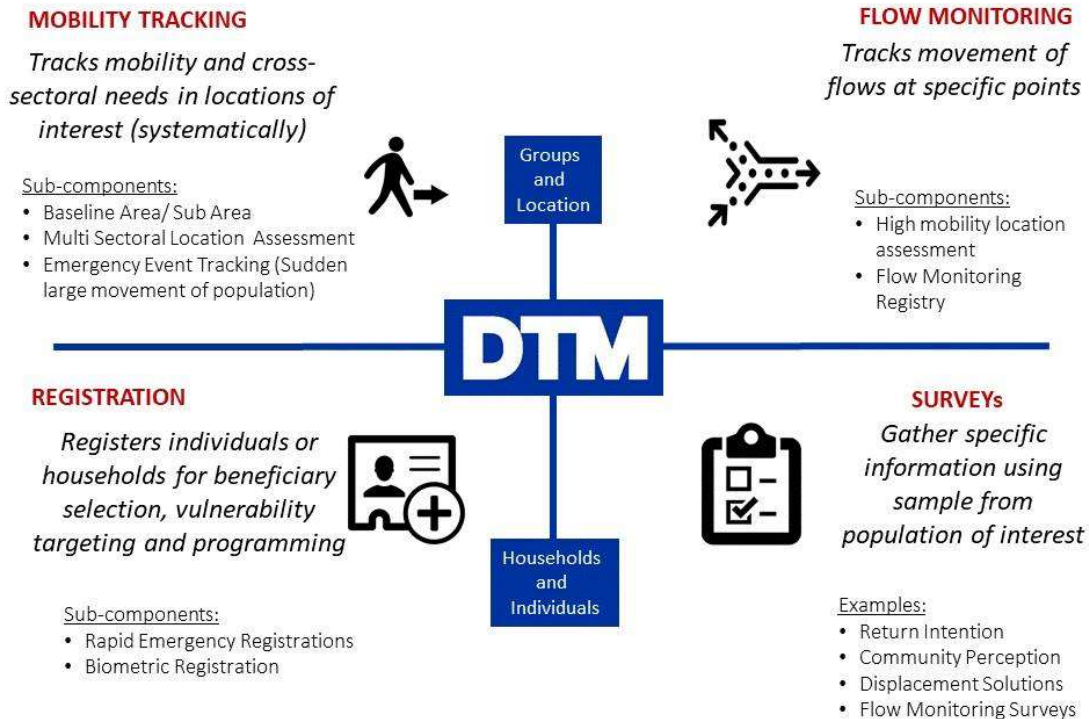 MOBILITY TRACKING
Tracks mobility and cross-
sectoral needs in locations of
interest (systematically)
Sub-components:
• Baseline Area/ Sub Area
• Multi Sectoral Location Assessment
• Emergency Event Tracking (Sudden
large movement of population)
Groups
and
Location
FLOW MONITORING
Tracks movement of
flows at specific points
Sub-components:
• High mobility location
assessment
• Flow Monitoring
Registry
DTM
REGISTRATION
Registers individuals or
households for beneficiary
selection, vulnerability
targeting and programming
Sub-components:
• Rapid Emergency Registrations
• Biometric Registration
Households
and
Individuals
SURVEYs
Gather specific
information using
sample from
population of interest
Examples:
• Return Intention
• Community Perception
• Displacement Solutions
• Flow Monitoring Surveys